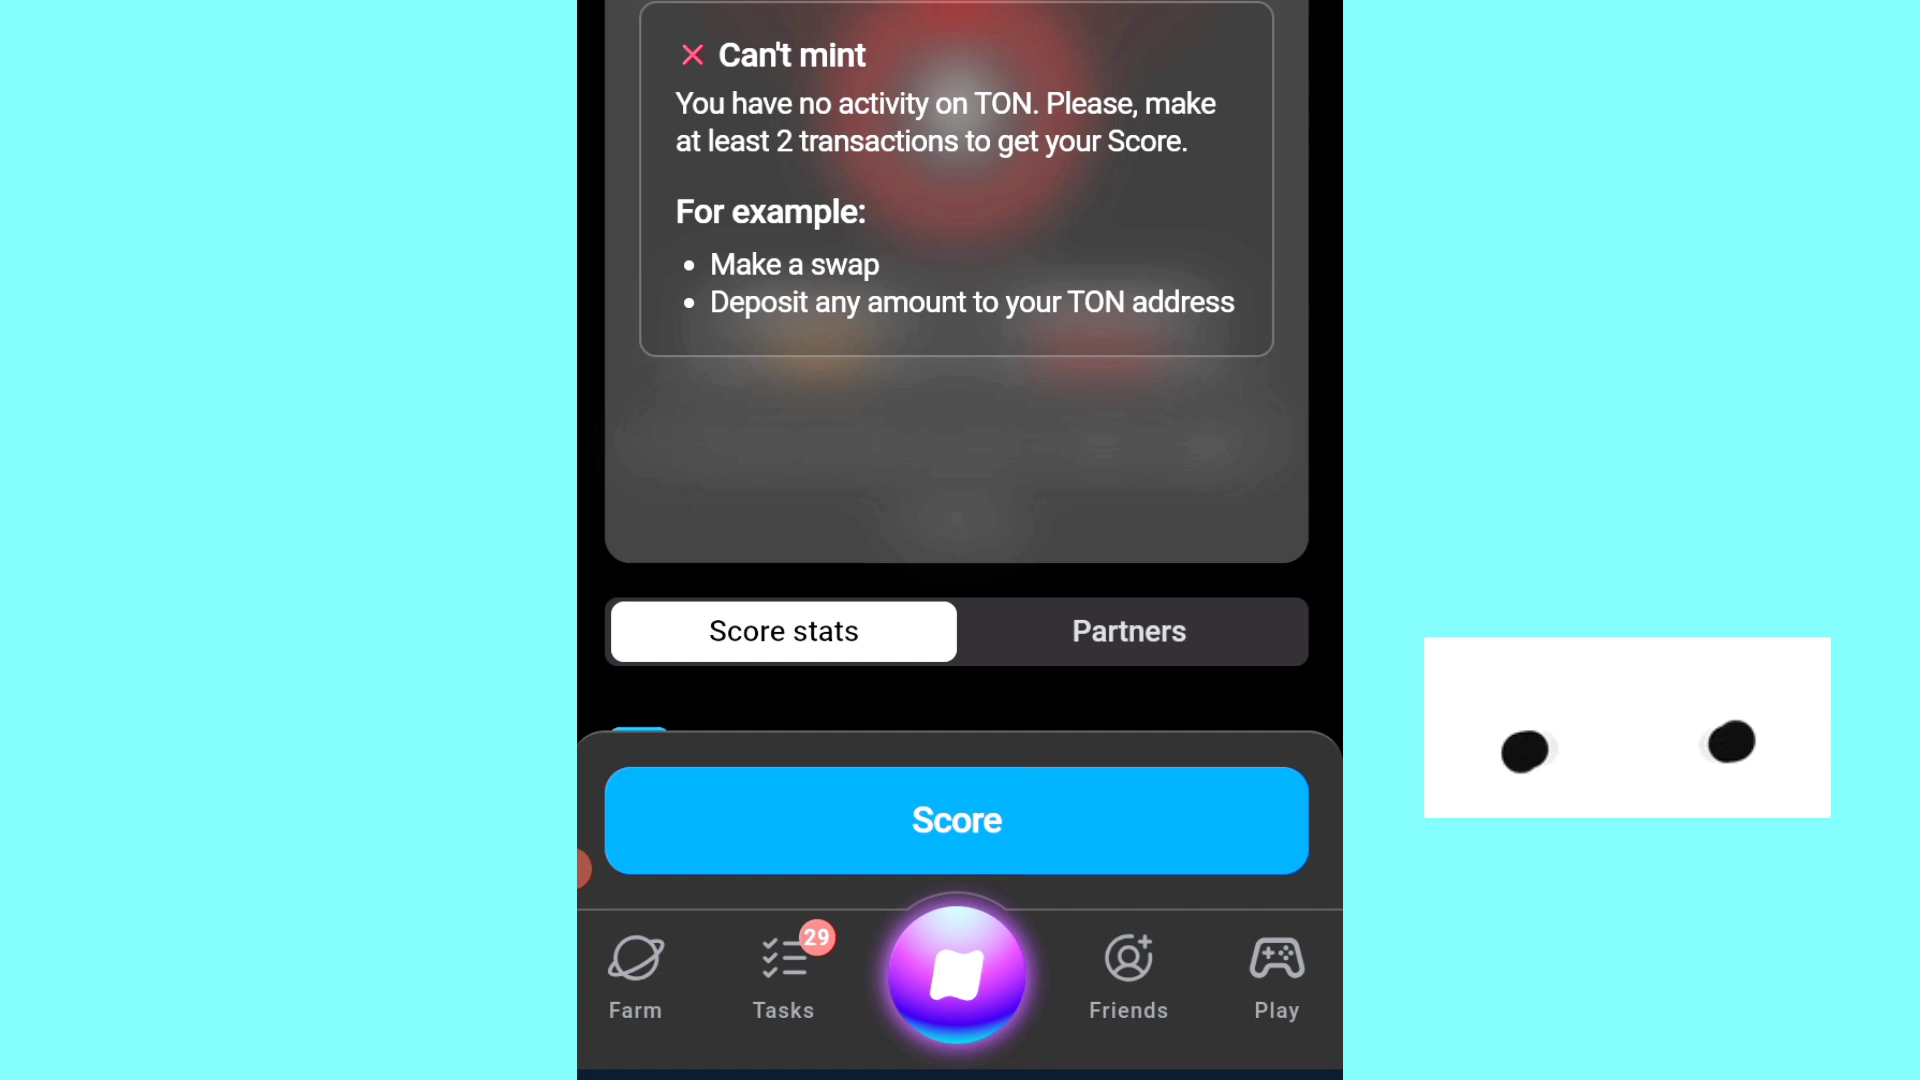 Can't mint
You have no activity on TON. Please, make
at least 2 transactions to get your Score.
For example:
• Make a swap
• Deposit any amount to your TON address
Score stats
Partners
Score
29
Farm
Tasks
Friends
Play